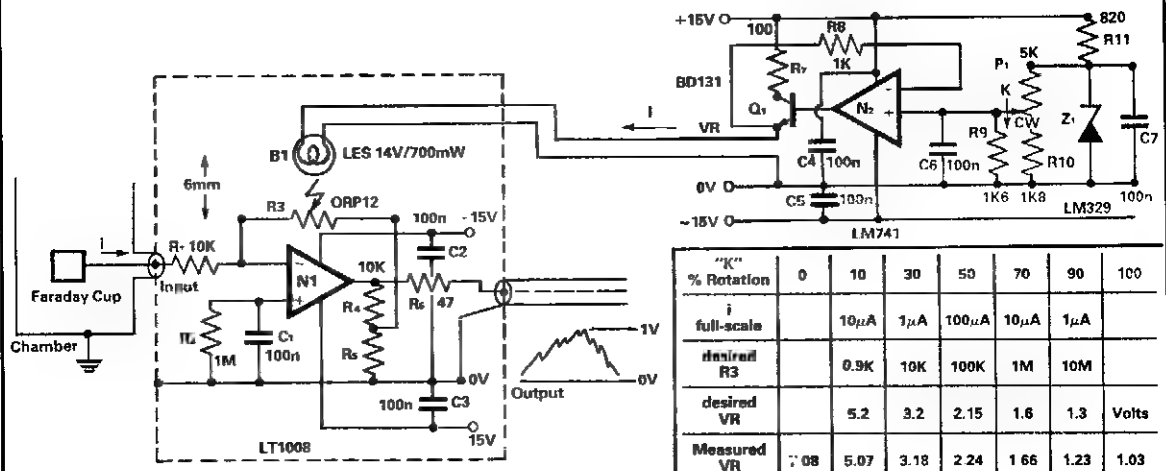 +15V
100
R8
1K
820
R11
5K
P1
BD131
R7
N2
K
Q1
I
VR
R9
CW
Z1
C7
C4
100n
C6
100n
R10
0V
1K6
1K8
100n
C5
100n
LM329
~15V
LM741
B1
LES 14V/700mW
6mm
R3
ORP12
100n
-15V
C2
10K
N1
R4
R6
47
R5
R- 10K
Input
Faraday Cup
Chamber
1M
C1
100n
0V
100n
C3
15V
LT1008
1V
0V
Output
"K" % Rotation 0 10 30 50 70 90 100
i full-scale 10µA 1µA 100µA 10µA 1µA
desired R3 0.9K 10K 100K 1M 10M
desired VR 5.2 3.2 2.15 1.6 1.3 Volts
Measured VR 08 5.07 3.18 2.24 1 66 1.23 1.03